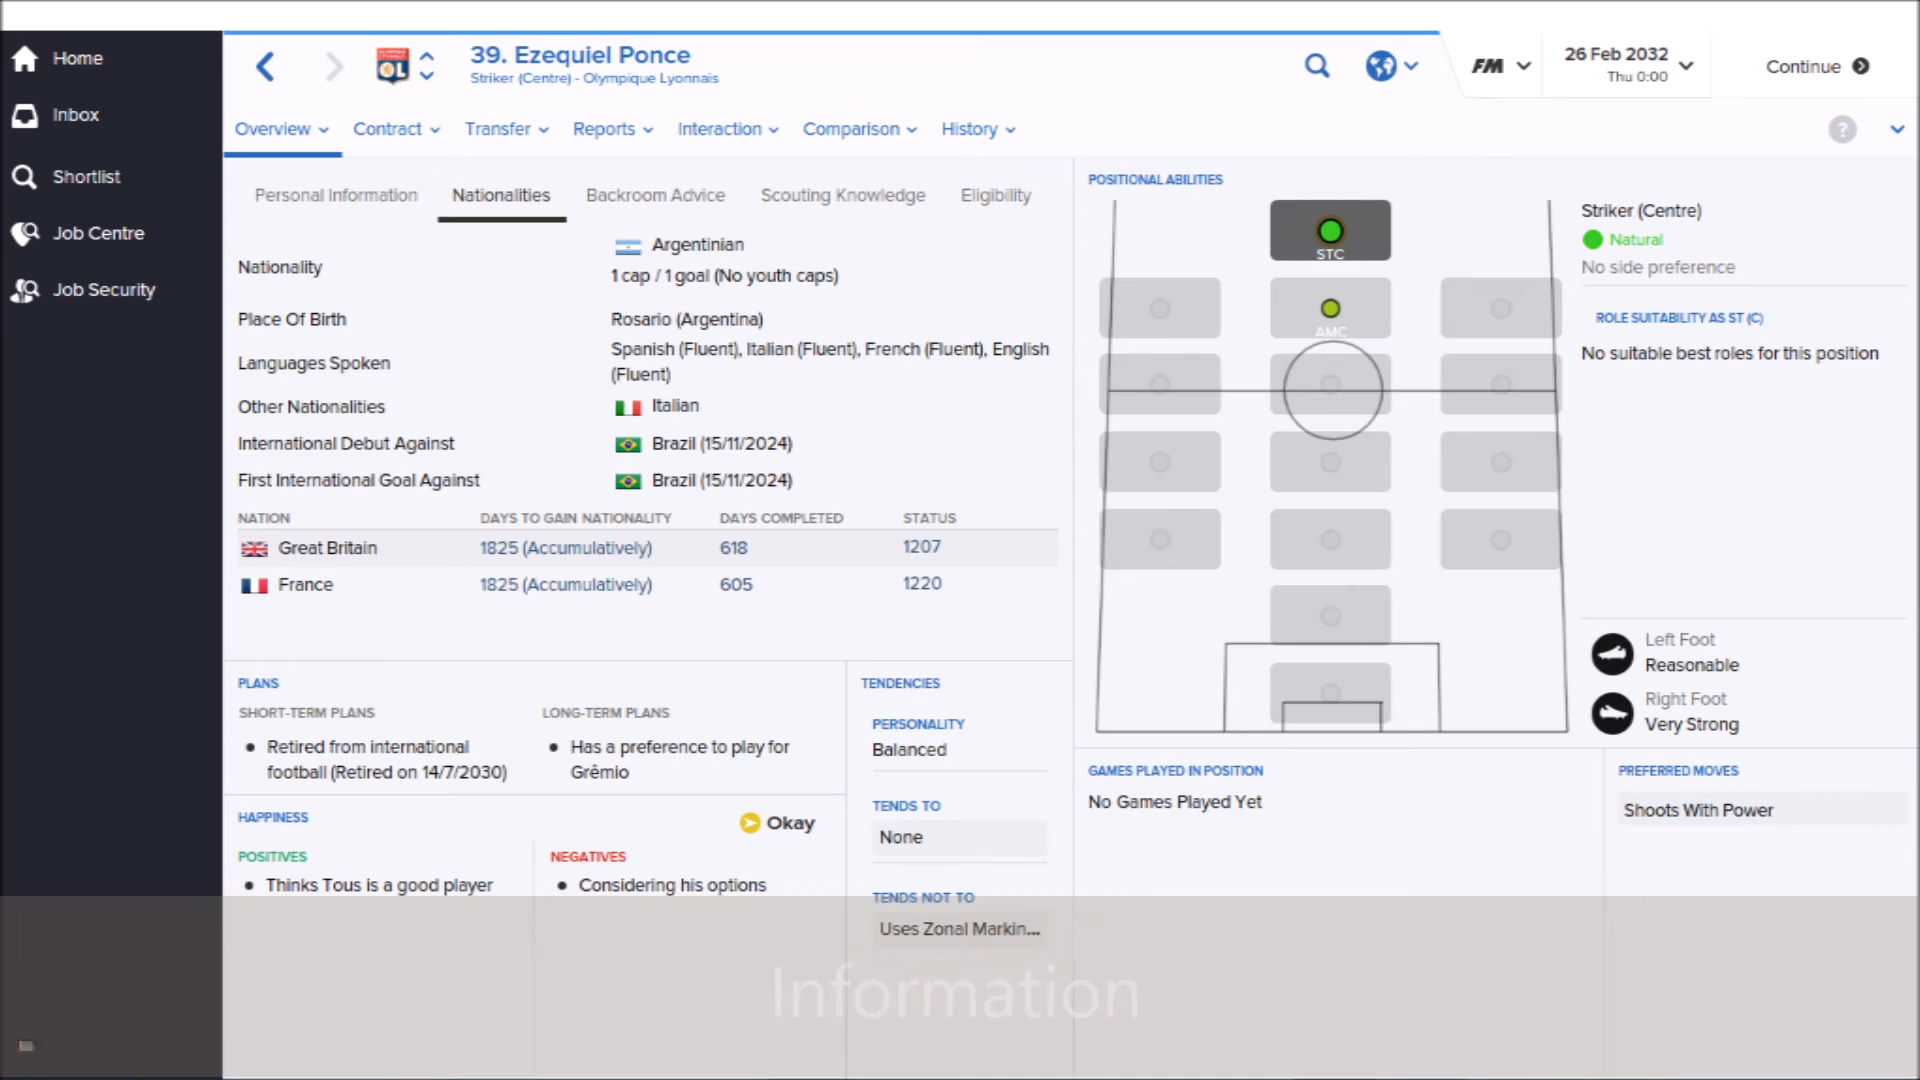 Home
Inbox
Shortlist
Job Centre
Job Security
39. Ezequiel Ponce
Striker (Centre) - Olympique Lyonnais
FM
26 Feb 2032
Thu 0:00
Continue
Overview
Contract
Transfer
Reports
Interaction
Comparison
History
?
Personal Information
Nationalities
Backroom Advice
Scouting Knowledge
Eligibility
Nationality
Argentinian
1 cap / 1 goal (No youth caps)
Place Of Birth
Rosario (Argentina)
Languages Spoken
Spanish (Fluent), Italian (Fluent), French (Fluent), English
(Fluent)
Other Nationalities
Italian
International Debut Against
Brazil (15/11/2024)
First International Goal Against
Brazil (15/11/2024)
NATION DAYS TO GAIN NATIONALITY DAYS COMPLETED STATUS
Great Britain 1825 (Accumulatively) 618 1207
France 1825 (Accumulatively) 605 1220
PLANS
SHORT-TERM PLANS
Retired from international
football (Retired on 14/7/2030)
LONG-TERM PLANS
Has a preference to play for
Grêmio
HAPPINESS
Okay
POSITIVES
Thinks Tous is a good player
NEGATIVES
Considering his options
TENDENCIES
PERSONALITY
Balanced
TENDS TO
None
TENDS NOT TO
Uses Zonal Markin...
POSITIONAL ABILITIES
STC
AMC
Striker (Centre)
Natural
No side preference
ROLE SUITABILITY AS ST (C)
No suitable best roles for this position
Left Foot
Reasonable
Right Foot
Very Strong
GAMES PLAYED IN POSITION
No Games Played Yet
PREFERRED MOVES
Shoots With Power
Information